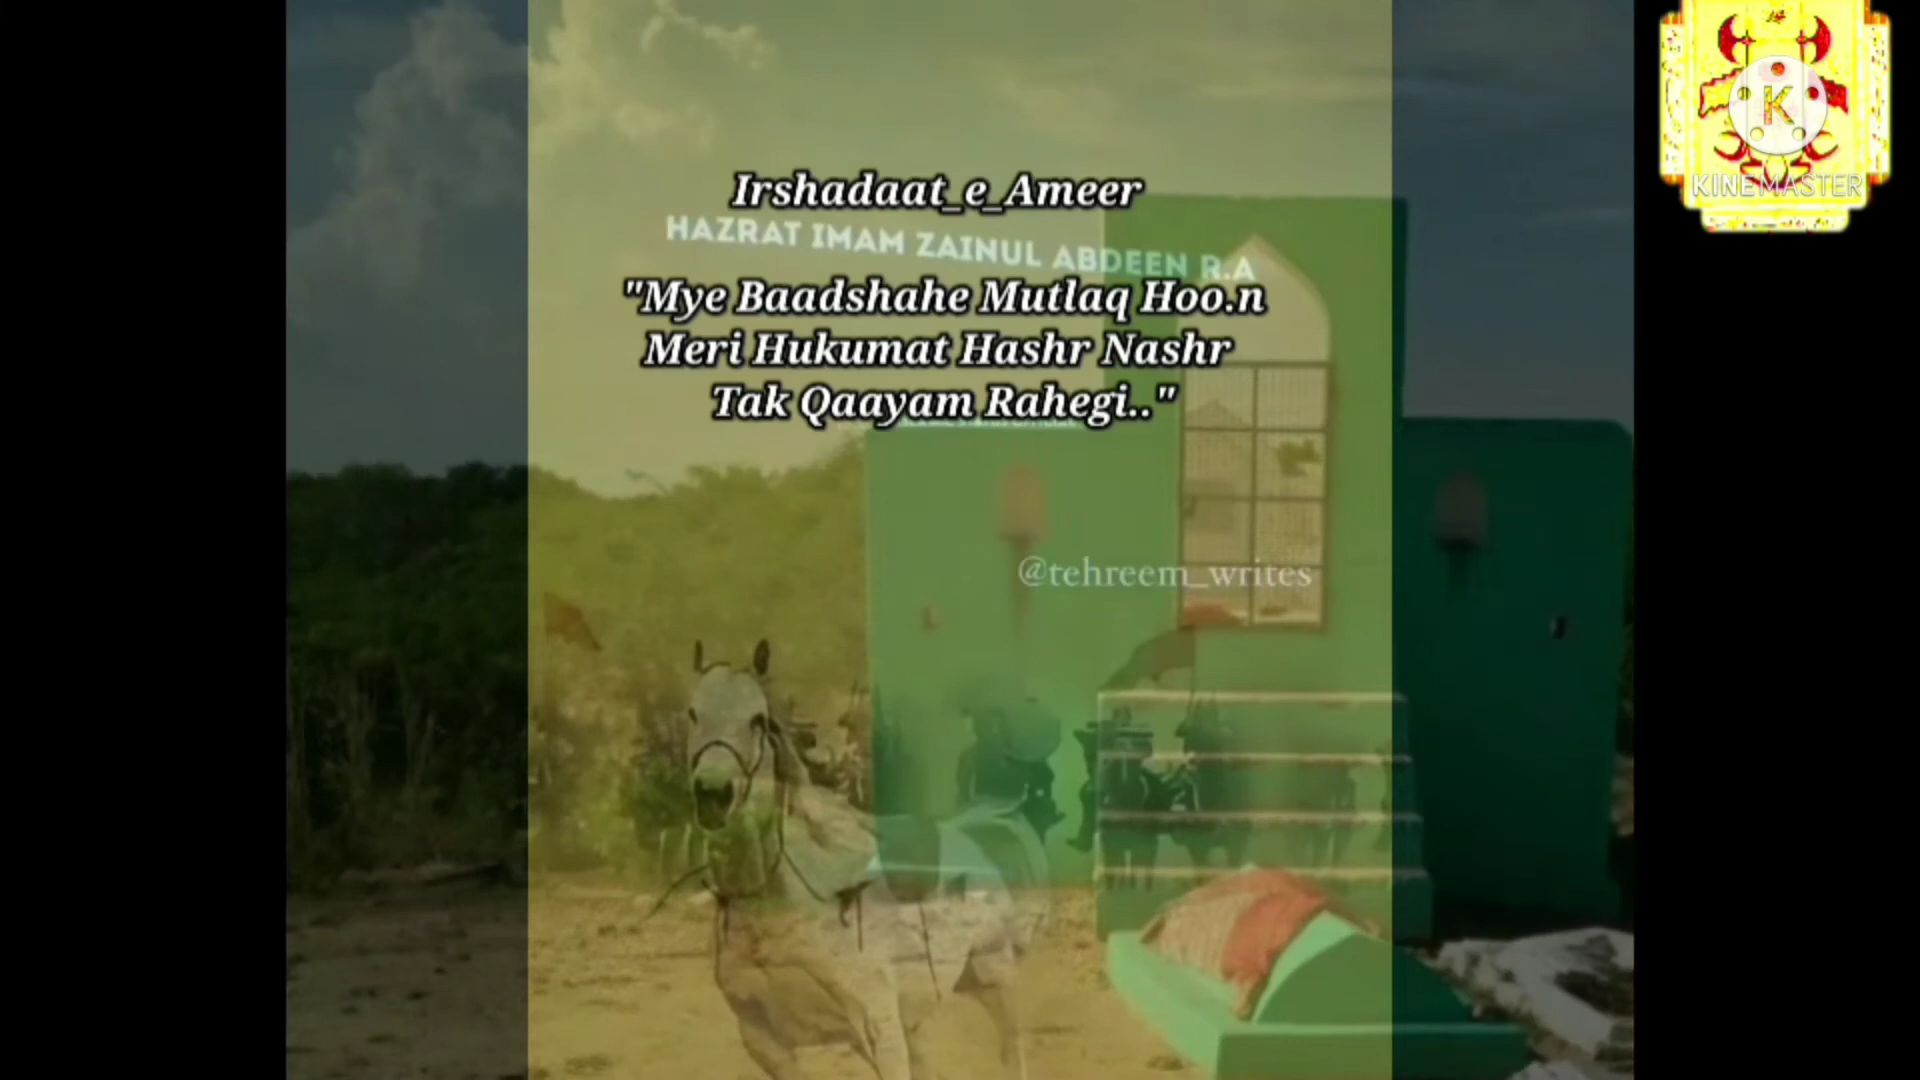 Irshadaat_e_Ameer
HAZRAT IMAM ZAINUL ABDEEN R.A
"Mye Baadshahe Mutlaq Hoo.n
Meri Hukumat Hashr Nashr
Tak Qaayam Rahegi.."
@tehreem_writes
K
KINEMASTER